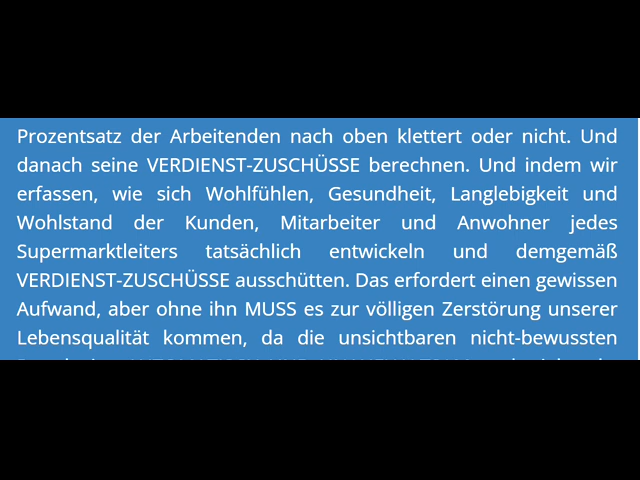 Prozentsatz der Arbeitenden nach oben klettert oder nicht. Und
danach seine VERDIENST-ZUSCHÜSSE berechnen. Und indem wir
erfassen, wie sich Wohlfühlen, Gesundheit, Langlebigkeit und
Wohlstand der Kunden, Mitarbeiter und Anwohner jedes
Supermarktleiters tatsächlich entwickeln und demgemäß
VERDIENST-ZUSCHÜSSE ausschütten. Das erfordert einen gewissen
Aufwand, aber ohne ihn MUSS es zur völligen Zerstörung unserer
Lebensqualität kommen, da die unsichtbaren nicht-bewussten